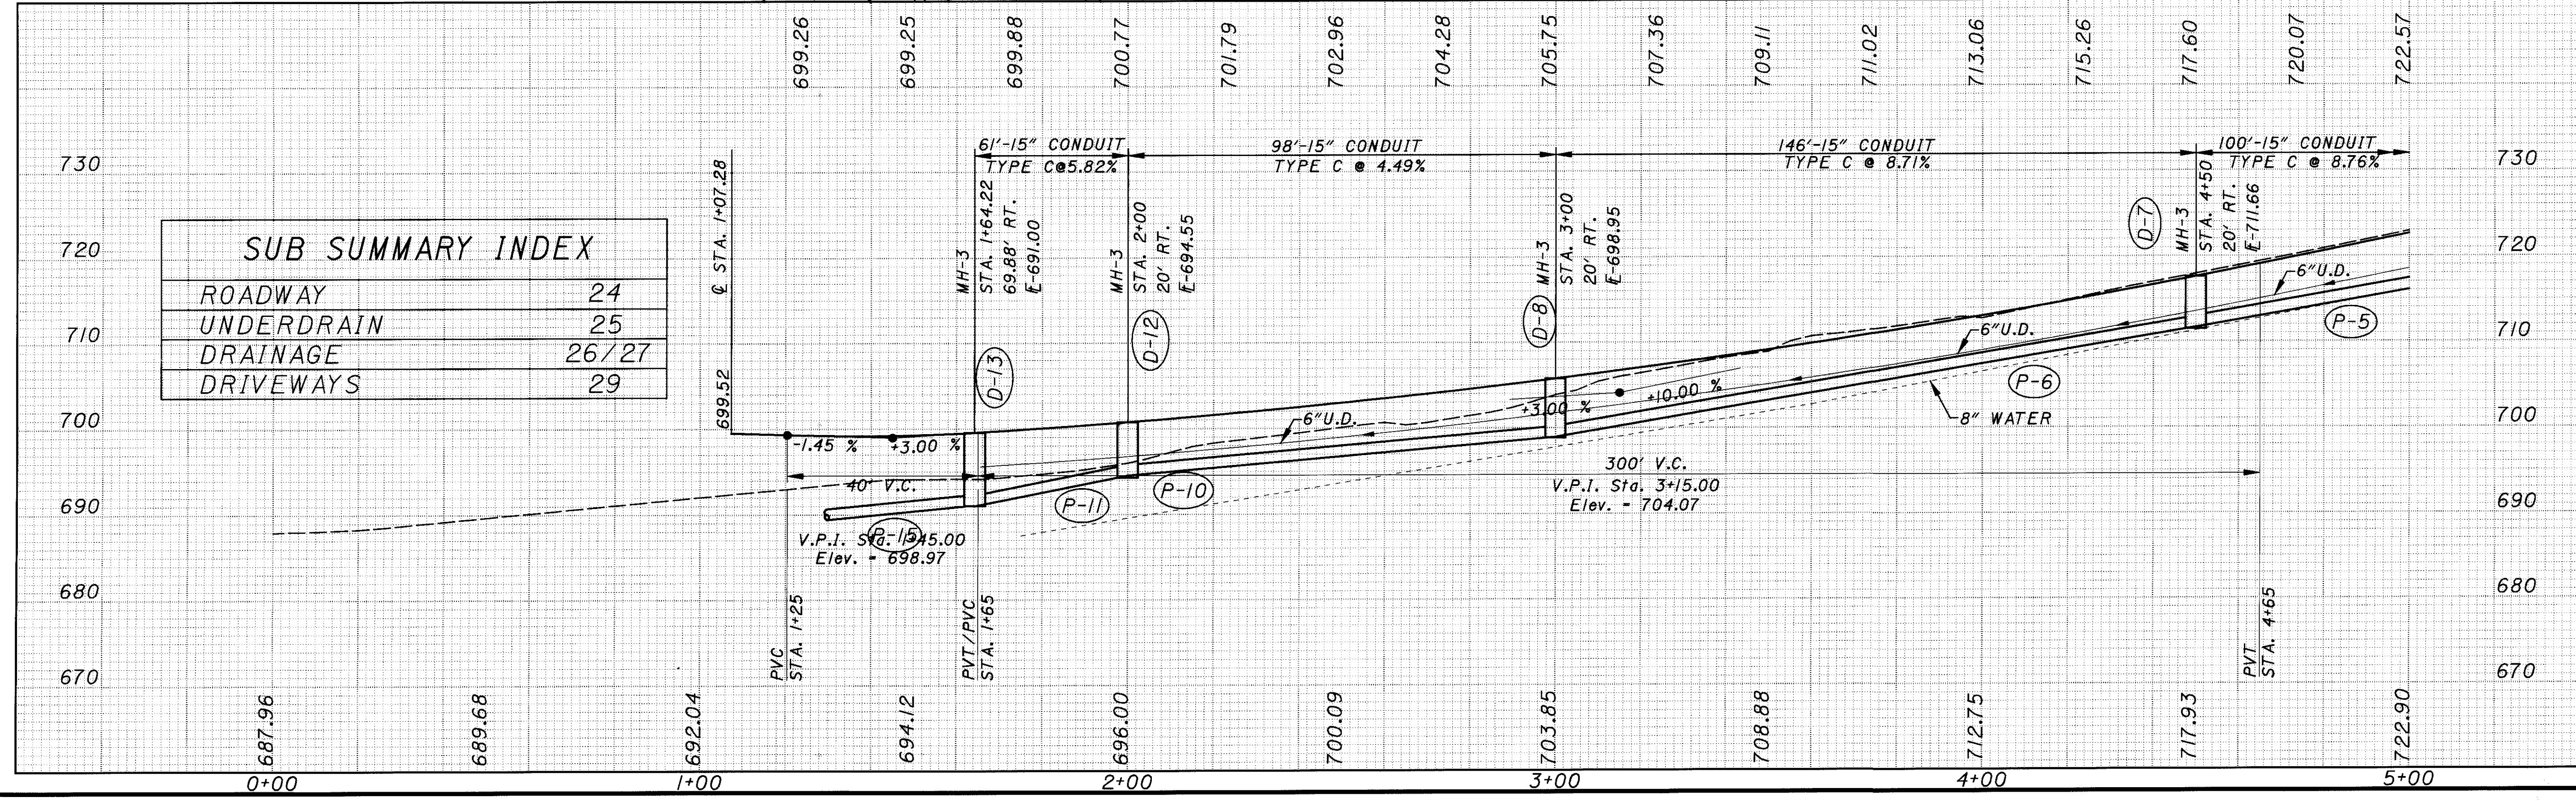 699.26
699.25
699.88
700.77
701.79
702.96
704.28
705.75
707.36
709.11
711.02
713.06
715.26
717.60
720.07
722.57
730
720
710
700
690
680
670
SUB SUMMARY INDEX
ROADWAY 24
UNDERDRAIN 25
DRAINAGE 26/27
DRIVEWAYS 29
℄ STA. 1+07.28
699.52
61'-15" CONDUIT
TYPE C@5.82%
98'-15" CONDUIT
TYPE C @ 4.49%
146'-15" CONDUIT
TYPE C @ 8.71%
100'-15" CONDUIT
TYPE C @ 8.76%
MH-3
STA. 1+64.22
69.88' RT.
℄-691.00
D-13
MH-3
STA. 2+00
20' RT.
℄-694.55
D-12
D-8
MH-3
STA. 3+00
20' RT.
℄-698.95
D-7
MH-3
STA. 4+50
20' RT.
℄-711.66
6"U.D.
6"U.D.
6"U.D.
P-5
P-6
8" WATER
-1.45 %
+3.00 %
+3.00 %
+10.00 %
40' V.C.
P-15
V.P.I. Sta. 1+45.00
Elev. = 698.97
P-11
P-10
300' V.C.
V.P.I. Sta. 3+15.00
Elev. = 704.07
PVC
STA. 1+25
PVT/PVC
STA. 1+65
PVT
STA. 4+65
730
720
710
700
690
680
670
687.96
689.68
692.04
694.12
696.00
700.09
703.85
708.88
712.75
717.93
722.90
0+00
1+00
2+00
3+00
4+00
5+00